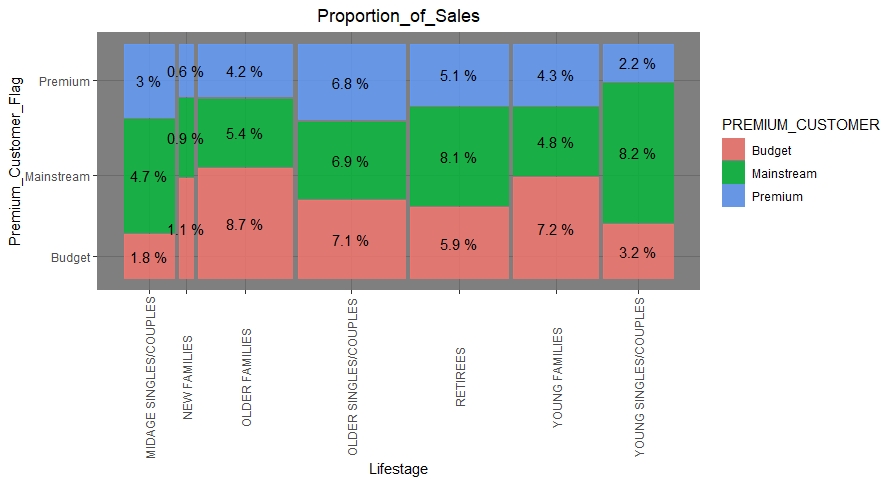 Proportion_of_Sales
Premium_Customer_Flag
Premium
Mainstream
Budget
3 %
0.6 %
4.2 %
6.8 %
5.1 %
4.3 %
2.2 %
4.7 %
0.9 %
5.4 %
6.9 %
8.1 %
4.8 %
8.2 %
1.8 %
1.1 %
8.7 %
7.1 %
5.9 %
7.2 %
3.2 %
MIDAGE SINGLES/COUPLES
NEW FAMILIES
OLDER FAMILIES
OLDER SINGLES/COUPLES
RETIREES
YOUNG FAMILIES
YOUNG SINGLES/COUPLES
Lifestage
PREMIUM_CUSTOMER
Budget
Mainstream
Premium